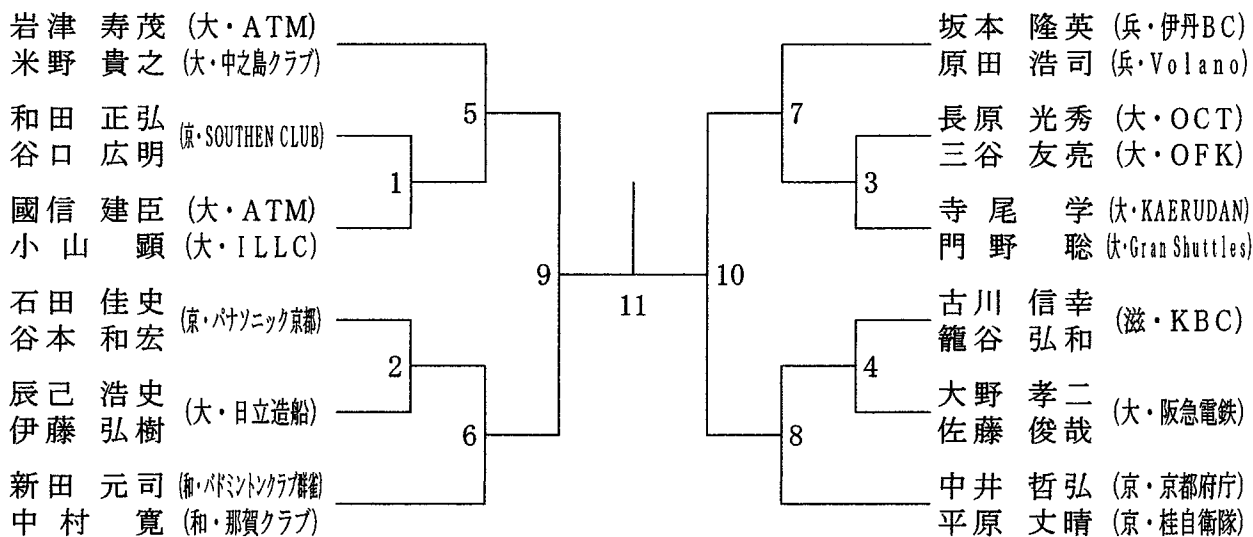 岩津 寿茂 (大・ATM)
米野 貴之 (大・中之島クラブ)
和田 正弘
谷口 広明
(京・SOUTHEN CLUB)
國信 建臣 (大・ATM)
小山 顕 (大・ILLC)
石田 佳史
谷本 和宏
(京・パナソニック京都)
辰己 浩史
伊藤 弘樹
(大・日立造船)
新田 元司 (和・バドミントンクラブ群雀)
中村 寛 (和・那賀クラブ)
5
1
9
2
6
11
坂本 隆英 (兵・伊丹BC)
原田 浩司 (兵・Volano)
長原 光秀 (大・OCT)
三谷 友亮 (大・OFK)
寺尾 学 (大・KAERUDAN)
門野 聡 (大・Gran Shuttles)
古川 信幸
籠谷 弘和
(滋・KBC)
大野 孝二
佐藤 俊哉
(大・阪急電鉄)
中井 哲弘 (京・京都府庁)
平原 丈晴 (京・桂自衛隊)
7
3
10
4
8